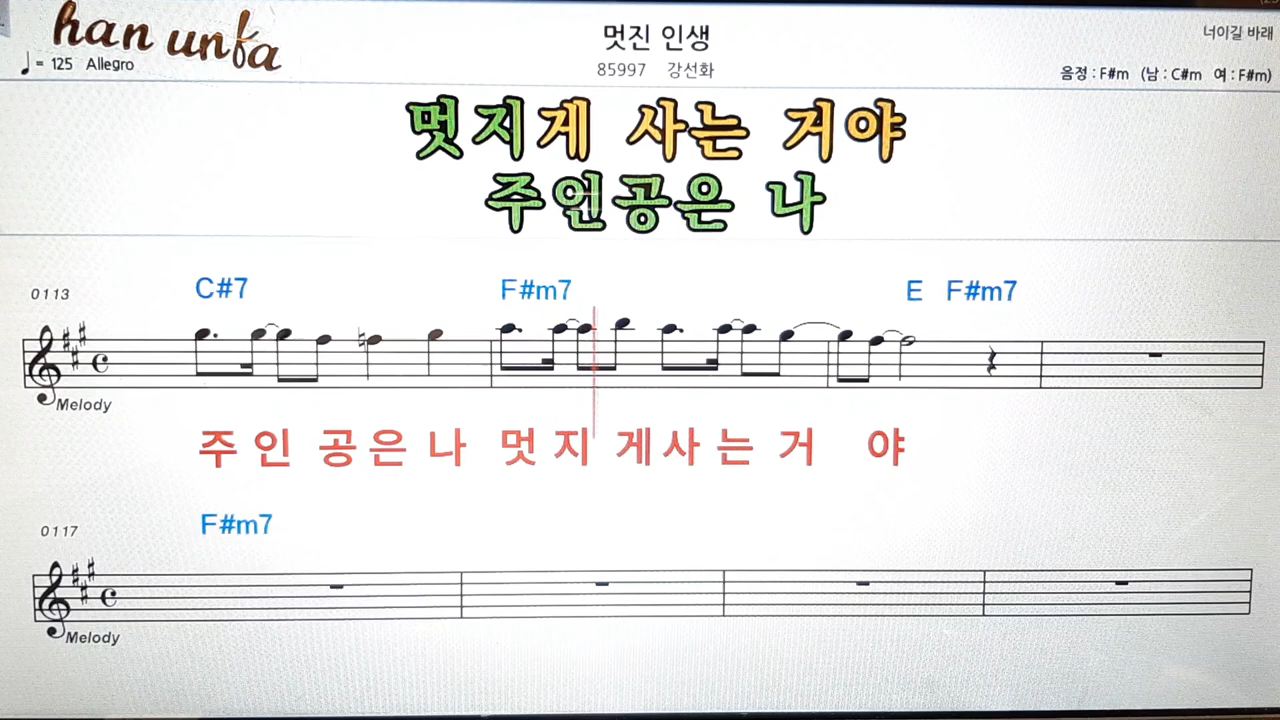 han unfa
♩= 125 Allegro
멋진 인생
85997 강선화
너이길 바래
음정 : F#m (남 : C#m 여 : F#m)
멋지게 사는 거야
주인공은 나
0113
C#7 F#m7 E F#m7
Melody
주 인 공 은 나 멋 지 게 사 는 거 야
0117
F#m7
Melody